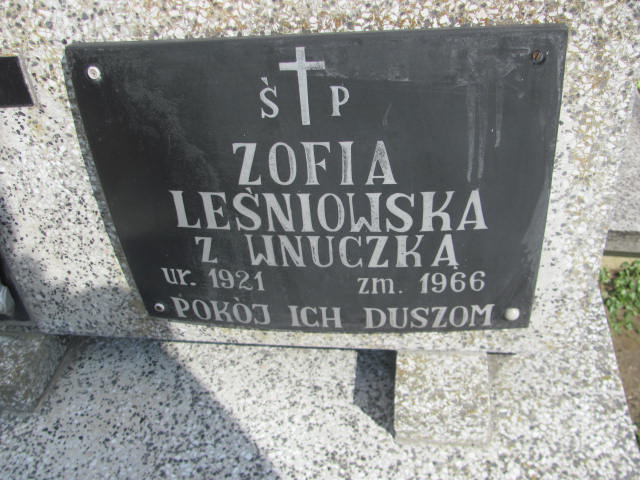 Ś P
ZOFIA
LEŚNIOWSKA
Z WNUCZKĄ
ur. 1921 zm. 1966
POKÓJ ICH DUSZOM